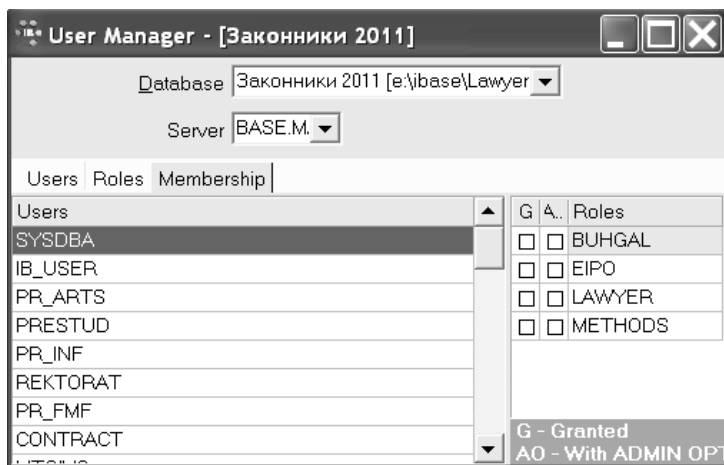 User Manager - [Законники 2011]
Database Законники 2011 [e:\ibase\Lawyer
Server BASE.M.
Users Roles Membership
Users G A.. Roles
SYSDBA BUHGAL
IB_USER EIPO
PR_ARTS LAWYER
PRESTUD METHODS
PR_INF
REKTORAT
PR_FMF
CONTRACT
G - Granted
AO - With ADMIN OPT